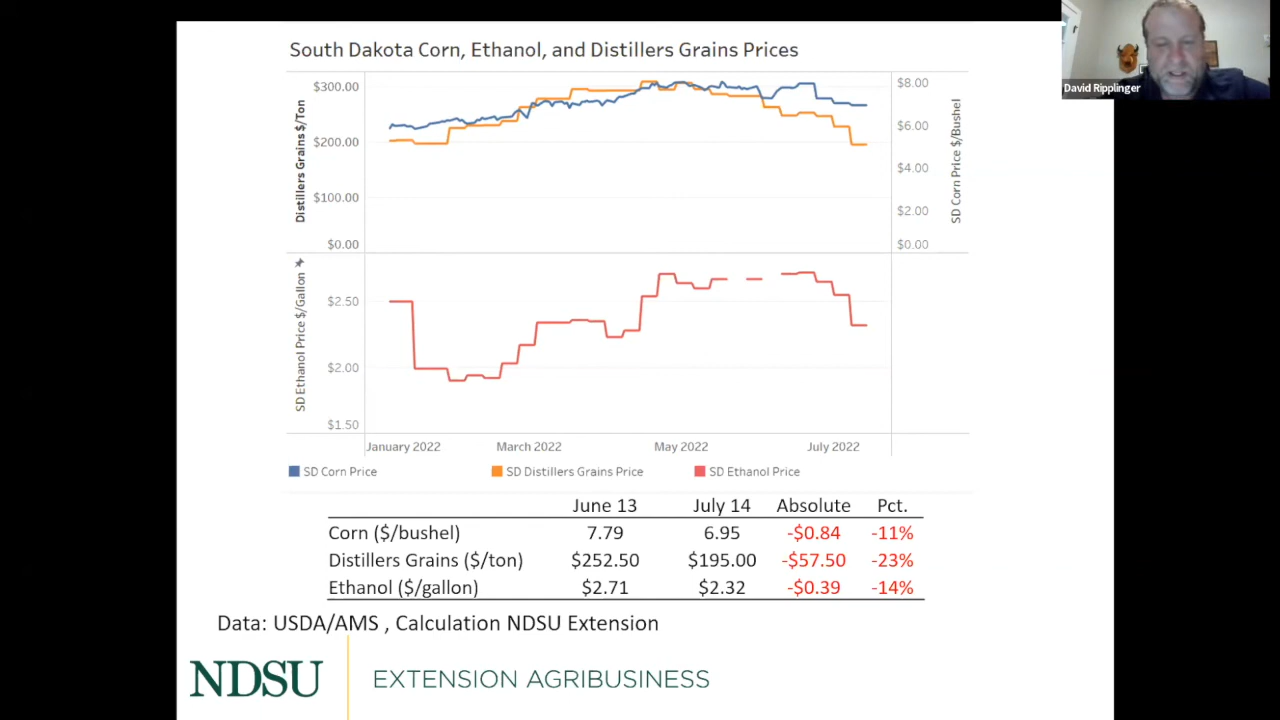 South Dakota Corn, Ethanol, and Distillers Grains Prices
David Ripplinger
Distillers Grains $/Ton
$300.00
$200.00
$100.00
$0.00
$8.00
$6.00
$4.00
$2.00
$0.00
SD Corn Price $/Bushel
SD Ethanol Price $/Gallon
$2.50
$2.00
$1.50
January 2022 March 2022 May 2022 July 2022
SD Corn Price SD Distillers Grains Price SD Ethanol Price
June 13 July 14 Absolute Pct.
Corn ($/bushel) 7.79 6.95 -$0.84 -11%
Distillers Grains ($/ton) $252.50 $195.00 -$57.50 -23%
Ethanol ($/gallon) $2.71 $2.32 -$0.39 -14%
Data: USDA/AMS , Calculation NDSU Extension
NDSU EXTENSION AGRIBUSINESS